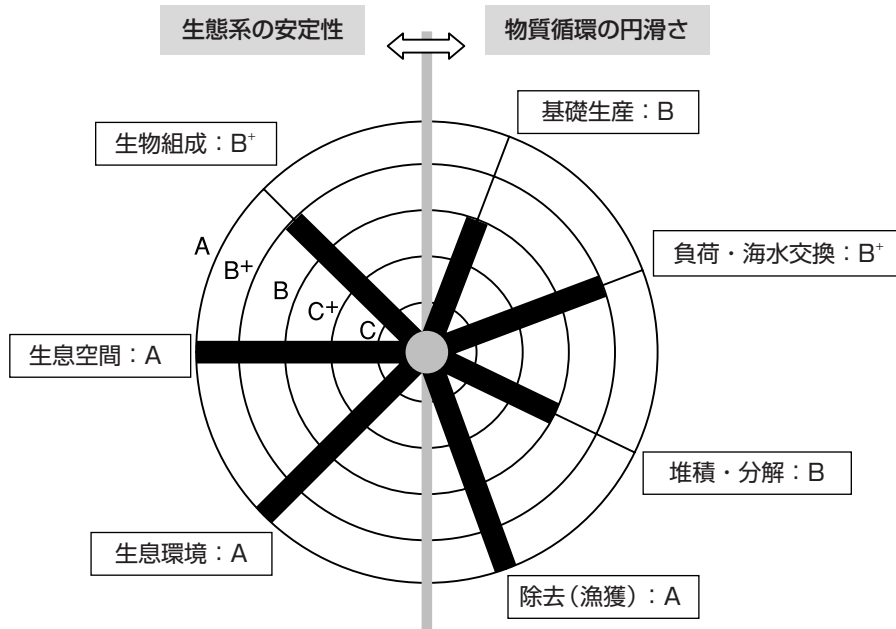 生態系の安定性
物質循環の円滑さ
基礎生産：B
生物組成：B⁺
負荷・海水交換：B⁺
A
B⁺
B
C⁺
C
生息空間：A
堆積・分解：B
生息環境：A
除去（漁獲）：A